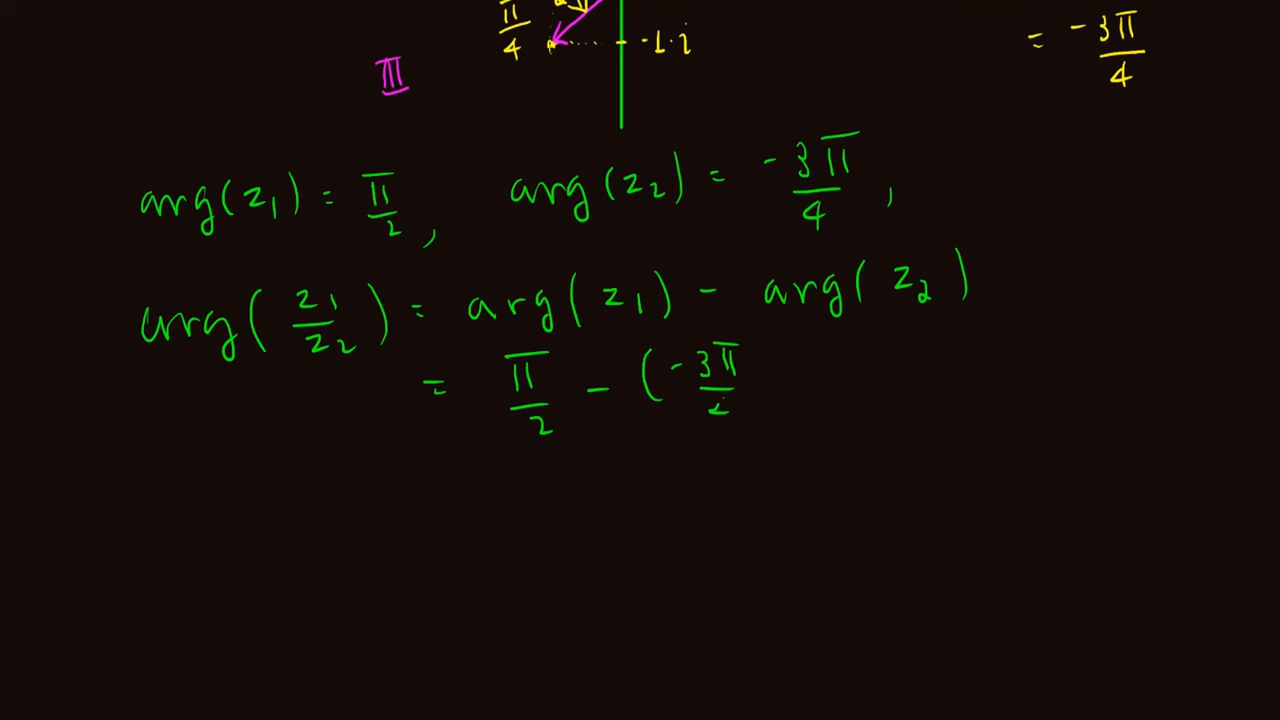 π/4 -1·i = -3π/4
III
arg(z₁) = π/2, arg(z₂) = -3π/4,
arg(z₁/z₂) = arg(z₁) - arg(z₂)
= π/2 - (-3π/